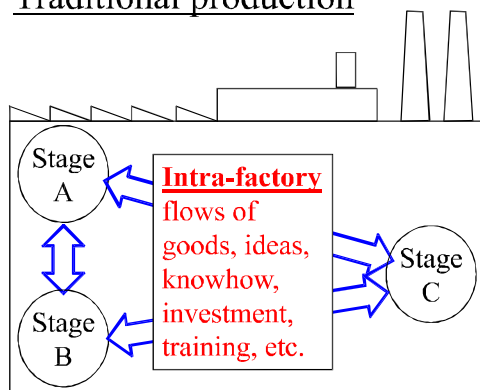 Traditional production
Stage
A
Intra-factory
flows of
goods, ideas,
knowhow,
investment,
training, etc.
Stage
C
Stage
B